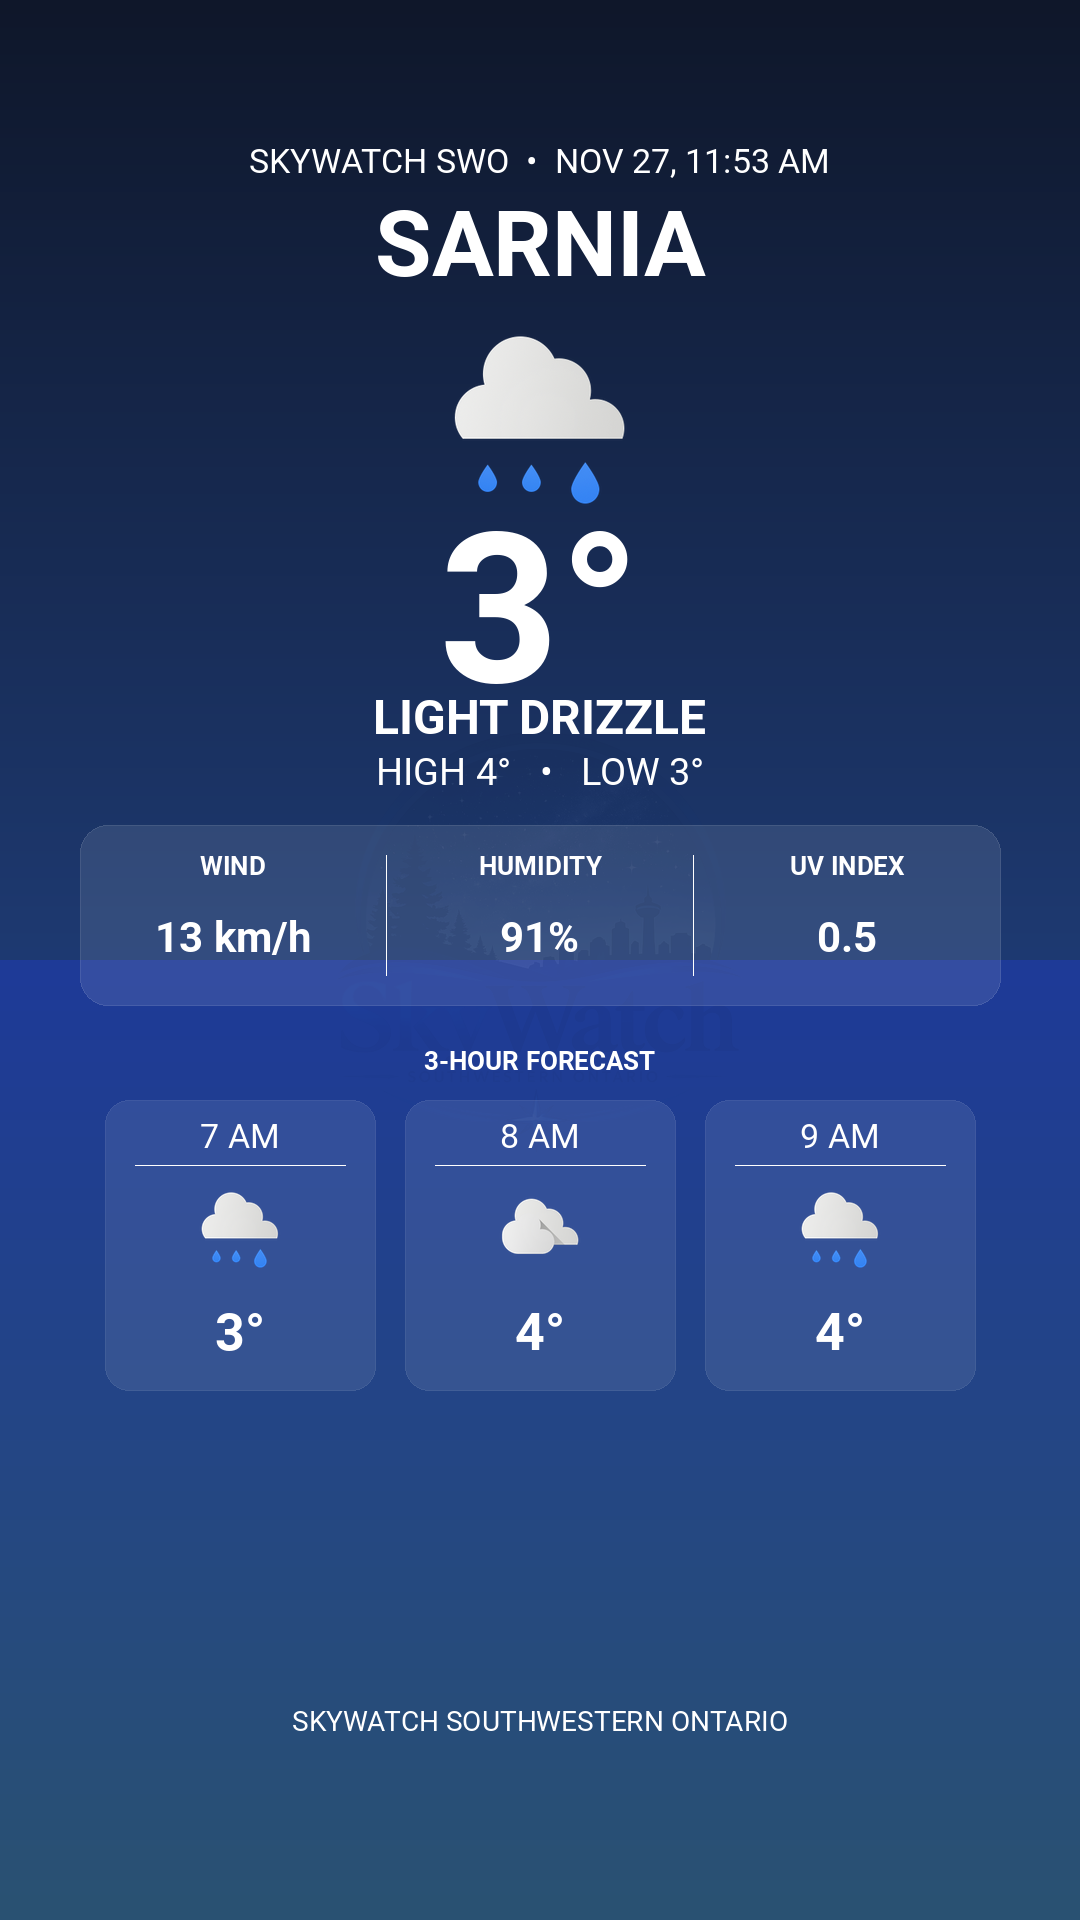 SKYWATCH SWO • NOV 27, 11:53 AM
SARNIA
3°
LIGHT DRIZZLE
HIGH 4° • LOW 3°
WIND HUMIDITY UV INDEX
13 km/h 91% 0.5
SkyWatch
3-HOUR FORECAST
7 AM 8 AM 9 AM
3° 4° 4°
SKYWATCH SOUTHWESTERN ONTARIO